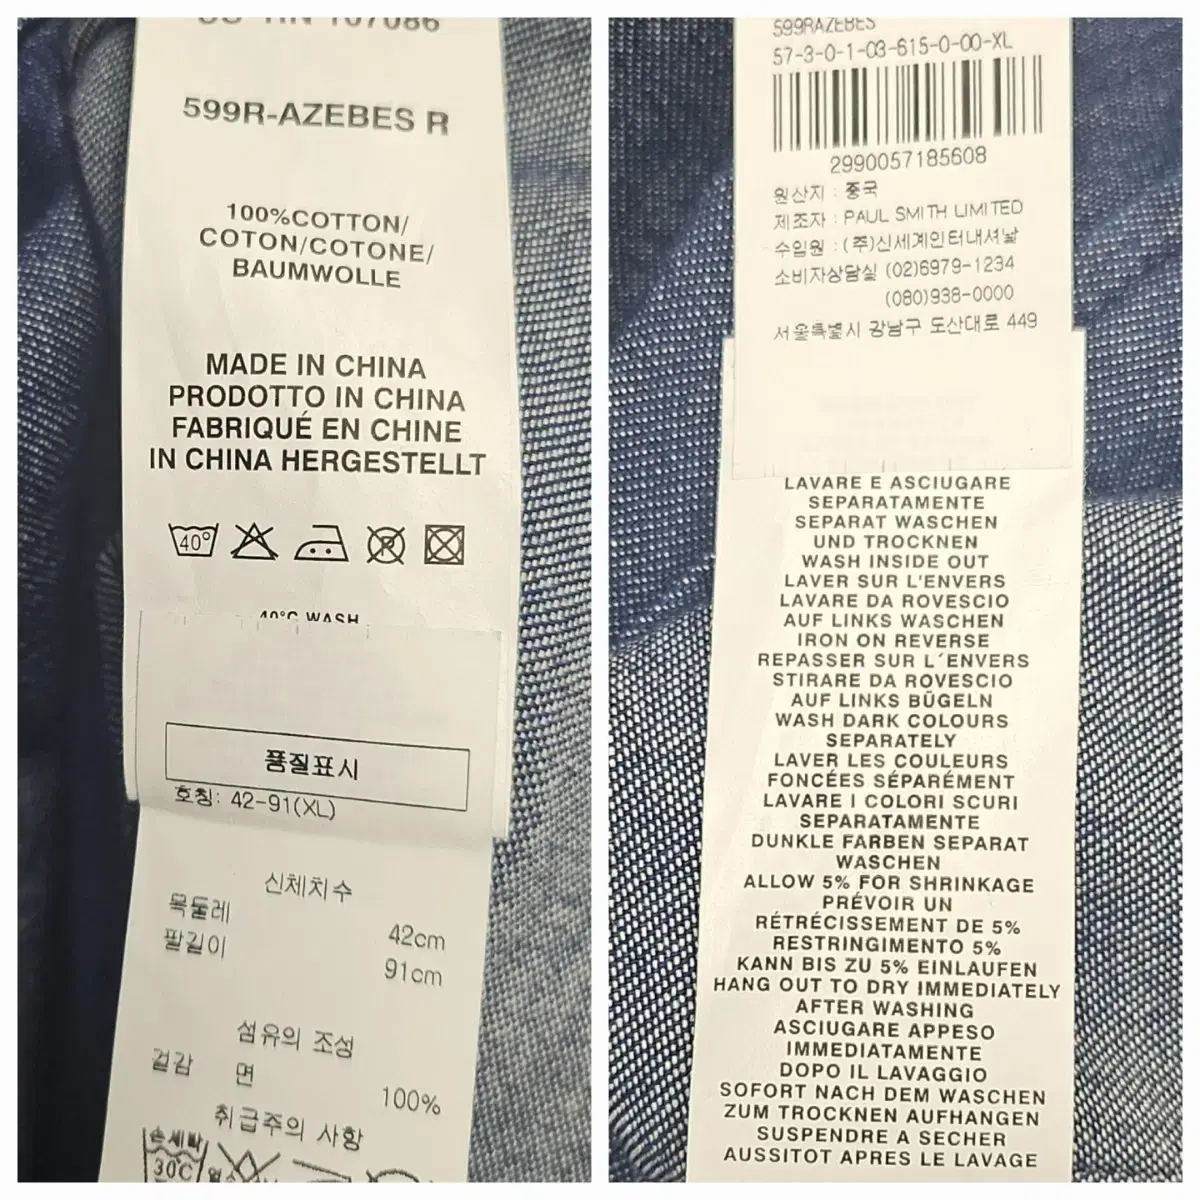 US RN 107086
599R-AZEBES R
100%COTTON/
COTON/COTONE/
BAUMWOLLE
MADE IN CHINA
PRODOTTO IN CHINA
FABRIQUÉ EN CHINE
IN CHINA HERGESTELLT
40°
40°C WASH
품질표시
호칭: 42-91(XL)
신체치수
목둘레 42cm
팔길이 91cm
섬유의 조성
겉감 면 100%
취급주의 사항
손세탁
30℃
599RAZEBES
57-3-0-1-03-615-0-00-XL
2990057185608
원산지 : 중국
제조자 : PAUL SMITH LIMITED
수입원 : (주)신세계인터내셔날
소비자상담실 (02)6979-1234
(080)938-0000
서울특별시 강남구 도산대로 449
LAVARE E ASCIUGARE
SEPARATAMENTE
SEPARAT WASCHEN
UND TROCKNEN
WASH INSIDE OUT
LAVER SUR L'ENVERS
LAVARE DA ROVESCIO
AUF LINKS WASCHEN
IRON ON REVERSE
REPASSER SUR L´ENVERS
STIRARE DA ROVESCIO
AUF LINKS BÜGELN
WASH DARK COLOURS
SEPARATELY
LAVER LES COULEURS
FONCÉES SÉPARÉMENT
LAVARE I COLORI SCURI
SEPARATAMENTE
DUNKLE FARBEN SEPARAT
WASCHEN
ALLOW 5% FOR SHRINKAGE
PRÉVOIR UN
RÉTRÉCISSEMENT DE 5%
RESTRINGIMENTO 5%
KANN BIS ZU 5% EINLAUFEN
HANG OUT TO DRY IMMEDIATELY
AFTER WASHING
ASCIUGARE APPESO
IMMEDIATAMENTE
DOPO IL LAVAGGIO
SOFORT NACH DEM WASCHEN
ZUM TROCKNEN AUFHANGEN
SUSPENDRE A SECHER
AUSSITOT APRES LE LAVAGE